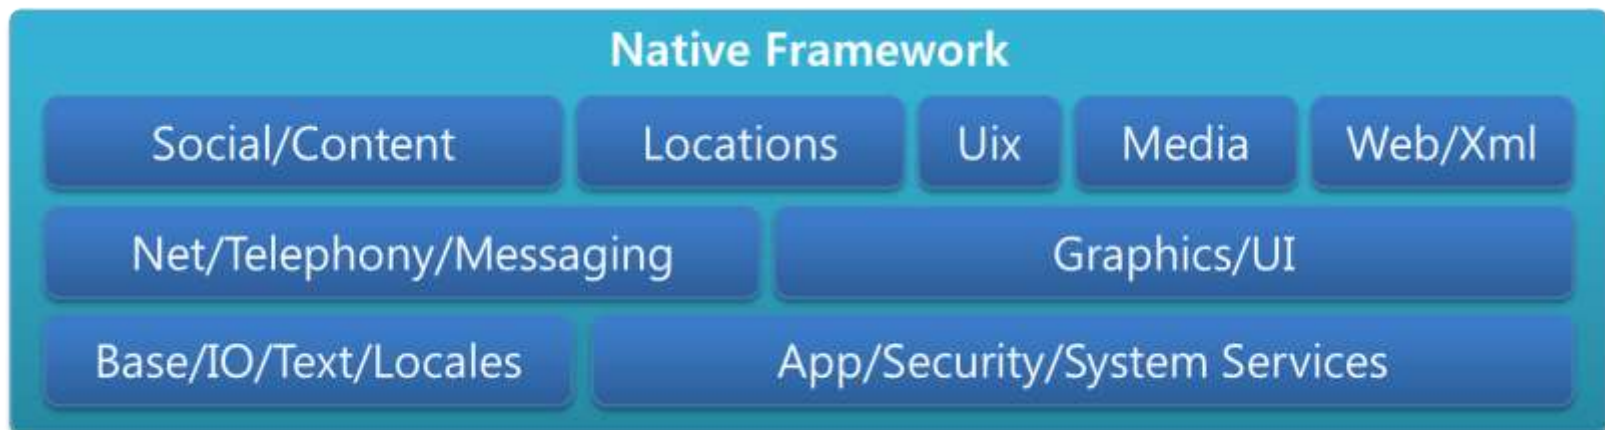 Native Framework
Social/Content
Locations
Uix
Media
Web/Xml
Net/Telephony/Messaging
Graphics/UI
Base/IO/Text/Locales
App/Security/System Services